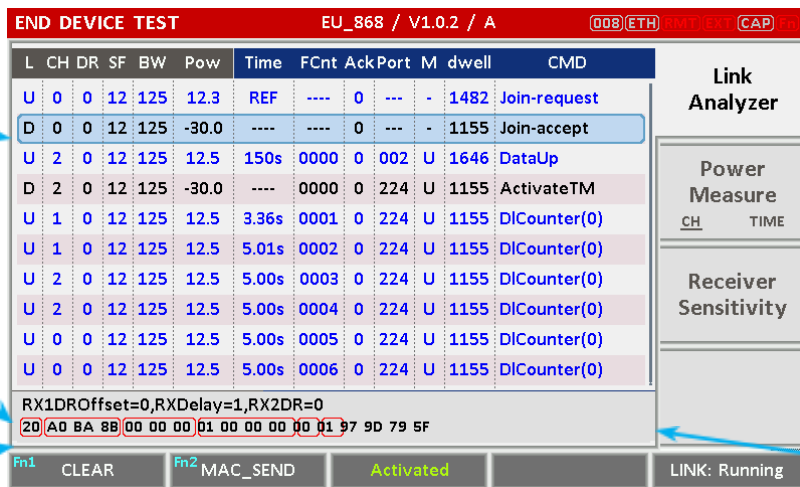 END DEVICE TEST EU_868 / V1.0.2 / A 008 ETH RMT EXT CAP Fn
L CH DR SF BW Pow Time FCnt Ack Port M dwell CMD
U 0 0 12 125 12.3 REF ---- 0 --- - 1482 Join-request
D 0 0 12 125 -30.0 ---- ---- 0 --- - 1155 Join-accept
U 2 0 12 125 12.5 150s 0000 0 002 U 1646 DataUp
D 2 0 12 125 -30.0 ---- 0000 0 224 U 1155 ActivateTM
U 1 0 12 125 12.5 3.36s 0001 0 224 U 1155 DlCounter(0)
U 1 0 12 125 12.5 5.01s 0002 0 224 U 1155 DlCounter(0)
U 2 0 12 125 12.5 5.00s 0003 0 224 U 1155 DlCounter(0)
U 2 0 12 125 12.5 5.00s 0004 0 224 U 1155 DlCounter(0)
U 0 0 12 125 12.5 5.00s 0005 0 224 U 1155 DlCounter(0)
U 0 0 12 125 12.5 5.00s 0006 0 224 U 1155 DlCounter(0)
RX1DROffset=0,RXDelay=1,RX2DR=0
20 A0 BA 8B 00 00 00 01 00 00 00 00 01 97 9D 79 5F
Link
Analyzer
Power
Measure
CH TIME
Receiver
Sensitivity
Fn1 CLEAR Fn2 MAC_SEND Activated LINK: Running